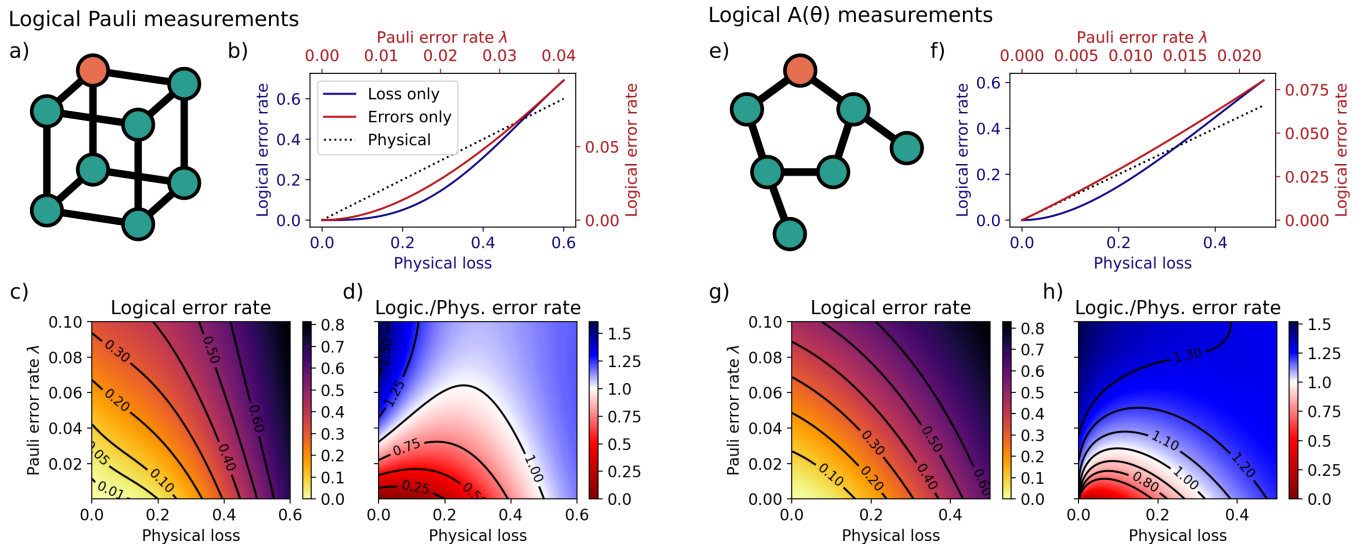 Logical Pauli measurements
a)
b)
Pauli error rate λ
0.00 0.01 0.02 0.03 0.04
Logical error rate
0.6
0.4
0.2
0.0
Loss only
Errors only
Physical
0.05
0.00
Logical error rate
0.0 0.2 0.4 0.6
Physical loss
c)
Logical error rate
Pauli error rate λ
0.10
0.08
0.06
0.04
0.02
0.30
0.50
0.20
0.60
0.05
0.10
0.40
0.01
0.0 0.2 0.4 0.6
Physical loss
0.8
0.7
0.6
0.5
0.4
0.3
0.2
0.1
0.0
d)
Logic./Phys. error rate
1.50
1.25
0.75
1.00
0.25
0.0 0.2 0.4 0.6
Physical loss
1.5
1.25
1.0
0.75
0.5
0.25
0.0
Logical A(θ) measurements
e)
f)
Pauli error rate λ
0.000 0.005 0.010 0.015 0.020
Logical error rate
0.6
0.4
0.2
0.0
0.075
0.050
0.025
0.000
Logical error rate
0.0 0.2 0.4
Physical loss
g)
Logical error rate
Pauli error rate λ
0.10
0.08
0.06
0.04
0.02
0.00
0.50
0.30
0.40
0.10
0.20
0.60
0.0 0.2 0.4
Physical loss
0.8
0.7
0.6
0.5
0.4
0.3
0.2
0.1
0.0
h)
Logic./Phys. error rate
1.30
1.10
1.20
0.80
1.00
0.0 0.2 0.4
Physical loss
1.5
1.25
1.0
0.75
0.5
0.25
0.0